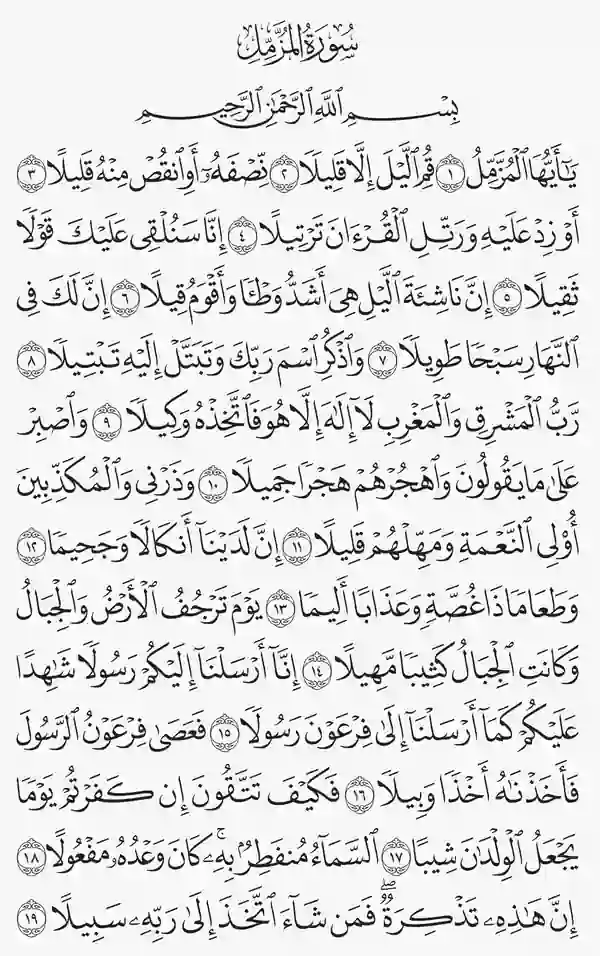 سُورَةُ المُزَّمِّلِ
بِسْمِ ٱللَّهِ ٱلرَّحْمَٰنِ ٱلرَّحِيمِ
يَٰٓأَيُّهَا ٱلْمُزَّمِّلُ ١ قُمِ ٱلَّيْلَ إِلَّا قَلِيلًا ٢ نِّصْفَهُۥٓ أَوِ ٱنقُصْ مِنْهُ قَلِيلًا ٣
أَوْ زِدْ عَلَيْهِ وَرَتِّلِ ٱلْقُرْءَانَ تَرْتِيلًا ٤ إِنَّا سَنُلْقِى عَلَيْكَ قَوْلًا
ثَقِيلًا ٥ إِنَّ نَاشِئَةَ ٱلَّيْلِ هِىَ أَشَدُّ وَطْـًٔا وَأَقْوَمُ قِيلًا ٦ إِنَّ لَكَ فِى
ٱلنَّهَارِ سَبْحًا طَوِيلًا ٧ وَٱذْكُرِ ٱسْمَ رَبِّكَ وَتَبَتَّلْ إِلَيْهِ تَبْتِيلًا ٨
رَّبُّ ٱلْمَشْرِقِ وَٱلْمَغْرِبِ لَآ إِلَٰهَ إِلَّا هُوَ فَٱتَّخِذْهُ وَكِيلًا ٩ وَٱصْبِرْ
عَلَىٰ مَا يَقُولُونَ وَٱهْجُرْهُمْ هَجْرًا جَمِيلًا ١٠ وَذَرْنِى وَٱلْمُكَذِّبِينَ
أُو۟لِى ٱلنَّعْمَةِ وَمَهِّلْهُمْ قَلِيلًا ١١ إِنَّ لَدَيْنَآ أَنكَالًا وَجَحِيمًا ١٢
وَطَعَامًا ذَا غُصَّةٍ وَعَذَابًا أَلِيمًا ١٣ يَوْمَ تَرْجُفُ ٱلْأَرْضُ وَٱلْجِبَالُ
وَكَانَتِ ٱلْجِبَالُ كَثِيبًا مَّهِيلًا ١٤ إِنَّآ أَرْسَلْنَآ إِلَيْكُمْ رَسُولًا شَٰهِدًا
عَلَيْكُمْ كَمَآ أَرْسَلْنَآ إِلَىٰ فِرْعَوْنَ رَسُولًا ١٥ فَعَصَىٰ فِرْعَوْنُ ٱلرَّسُولَ
فَأَخَذْنَٰهُ أَخْذًا وَبِيلًا ١٦ فَكَيْفَ تَتَّقُونَ إِن كَفَرْتُمْ يَوْمًا
يَجْعَلُ ٱلْوِلْدَٰنَ شِيبًا ١٧ ٱلسَّمَآءُ مُنفَطِرٌۢ بِهِۦ ۚ كَانَ وَعْدُهُۥ مَفْعُولًا ١٨
إِنَّ هَٰذِهِۦ تَذْكِرَةٌ ۖ فَمَن شَآءَ ٱتَّخَذَ إِلَىٰ رَبِّهِۦ سَبِيلًا ١٩